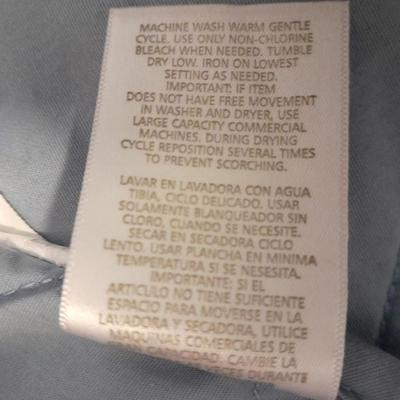 MACHINE WASH WARM GENTLE
CYCLE. USE ONLY NON-CHLORINE
BLEACH WHEN NEEDED. TUMBLE
DRY LOW. IRON ON LOWEST
SETTING AS NEEDED.
IMPORTANT: IF ITEM
DOES NOT HAVE FREE MOVEMENT
IN WASHER AND DRYER, USE
LARGE CAPACITY COMMERCIAL
MACHINES. DURING DRYING
CYCLE REPOSITION SEVERAL TIMES
TO PREVENT SCORCHING.
LAVAR EN LAVADORA CON AGUA
TIBIA, CICLO DELICADO. USAR
SOLAMENTE BLANQUEADOR SIN
CLORO, CUANDO SE NECESITE.
SECAR EN SECADORA CICLO
LENTO. USAR PLANCHA EN MINIMA
TEMPERATURA SI SE NESESITA.
IMPORTANTE: SI EL
ARTICULO NO TIENE SUFICIENTE
ESPACIO PARA MOVERSE EN LA
LAVADORA Y SECADORA, UTILICE
MAQUINAS COMERCIALES DE
CAPACIDAD. CAMBIE LA
VECES DURANTE